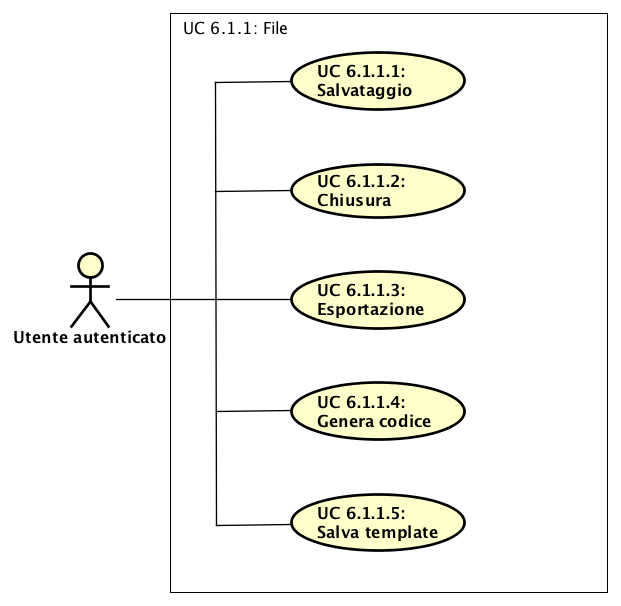 UC 6.1.1: File
UC 6.1.1.1:
Salvataggio
UC 6.1.1.2:
Chiusura
UC 6.1.1.3:
Esportazione
Utente autenticato
UC 6.1.1.4:
Genera codice
UC 6.1.1.5:
Salva template